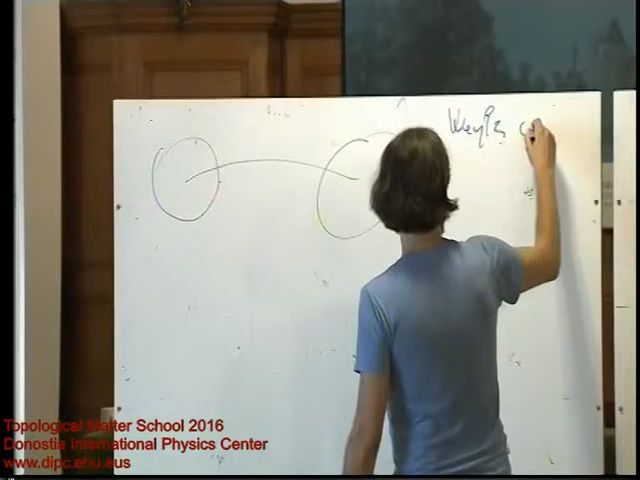 Weyl's
Topological Matter School 2016
Donostia International Physics Center
www.dipc.ehu.eus